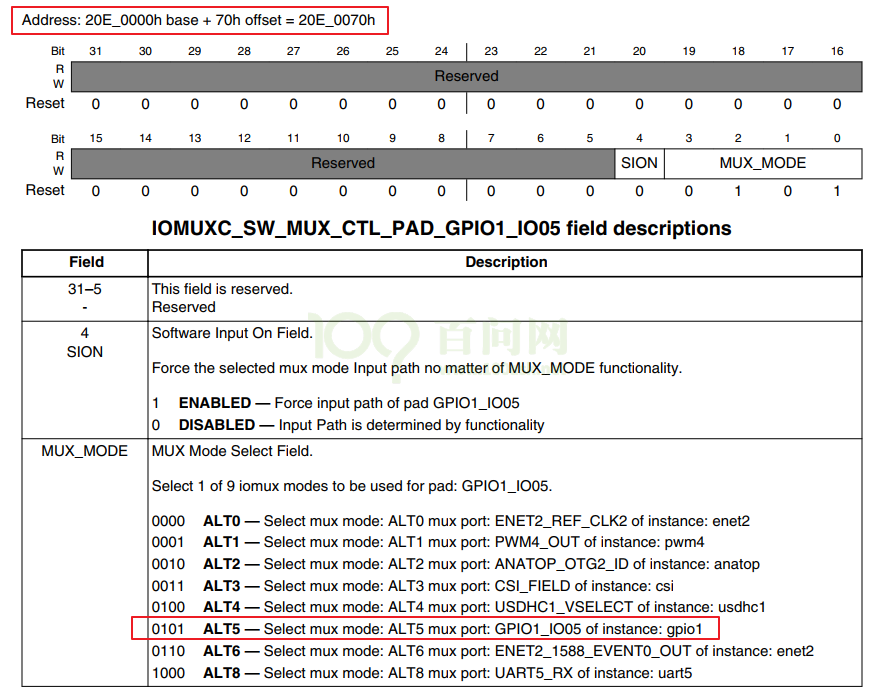 Address: 20E_0000h base + 70h offset = 20E_0070h
Bit 31 30 29 28 27 26 25 24 23 22 21 20 19 18 17 16
R
Reserved
W
Reset 0 0 0 0 0 0 0 0 0 0 0 0 0 0 0 0
Bit 15 14 13 12 11 10 9 8 7 6 5 4 3 2 1 0
R
Reserved SION MUX_MODE
W
Reset 0 0 0 0 0 0 0 0 0 0 0 0 0 1 0 1
IOMUXC_SW_MUX_CTL_PAD_GPIO1_IO05 field descriptions
Field Description
31–5 This field is reserved.
- Reserved
4 Software Input On Field.
SION
100 百问网
Force the selected mux mode Input path no matter of MUX_MODE functionality.
1 ENABLED — Force input path of pad GPIO1_IO05
0 DISABLED — Input Path is determined by functionality
MUX_MODE MUX Mode Select Field.
Select 1 of 9 iomux modes to be used for pad: GPIO1_IO05.
0000 ALT0 — Select mux mode: ALT0 mux port: ENET2_REF_CLK2 of instance: enet2
0001 ALT1 — Select mux mode: ALT1 mux port: PWM4_OUT of instance: pwm4
0010 ALT2 — Select mux mode: ALT2 mux port: ANATOP_OTG2_ID of instance: anatop
0011 ALT3 — Select mux mode: ALT3 mux port: CSI_FIELD of instance: csi
0100 ALT4 — Select mux mode: ALT4 mux port: USDHC1_VSELECT of instance: usdhc1
0101 ALT5 — Select mux mode: ALT5 mux port: GPIO1_IO05 of instance: gpio1
0110 ALT6 — Select mux mode: ALT6 mux port: ENET2_1588_EVENT0_OUT of instance: enet2
1000 ALT8 — Select mux mode: ALT8 mux port: UART5_RX of instance: uart5